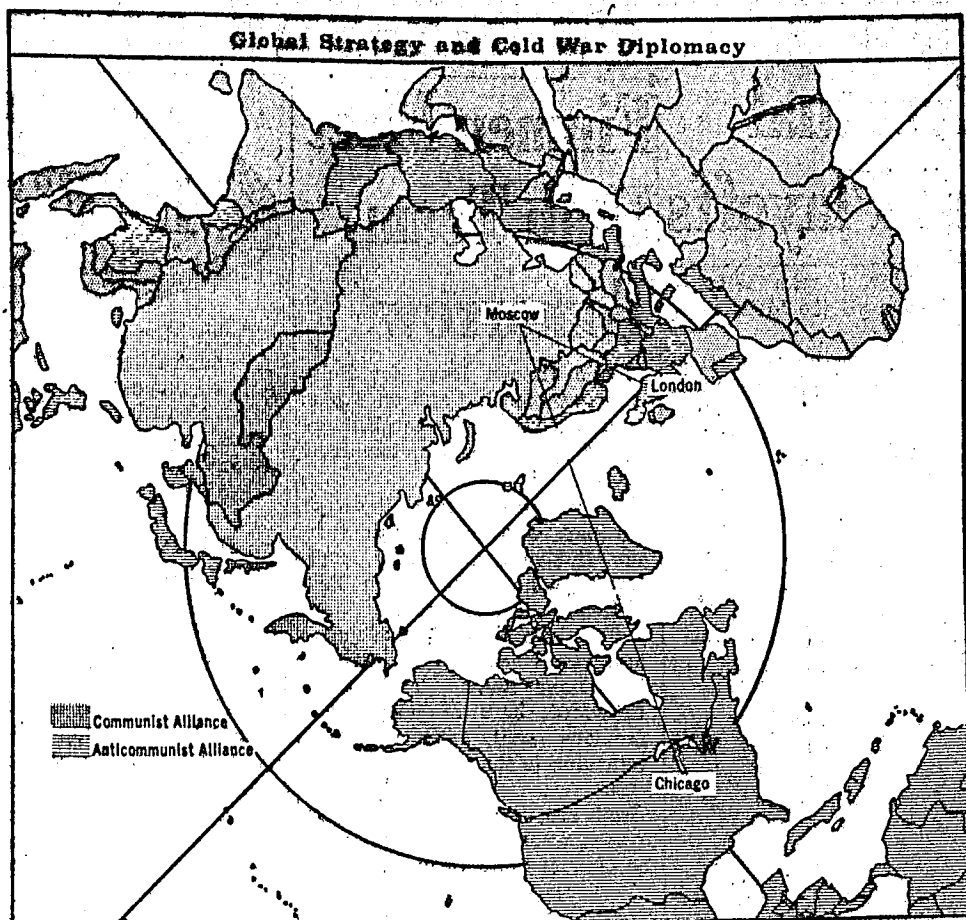 Global Strategy and Cold War Diplomacy
Moscow
London
Communist Alliance
Anticommunist Alliance
Chicago